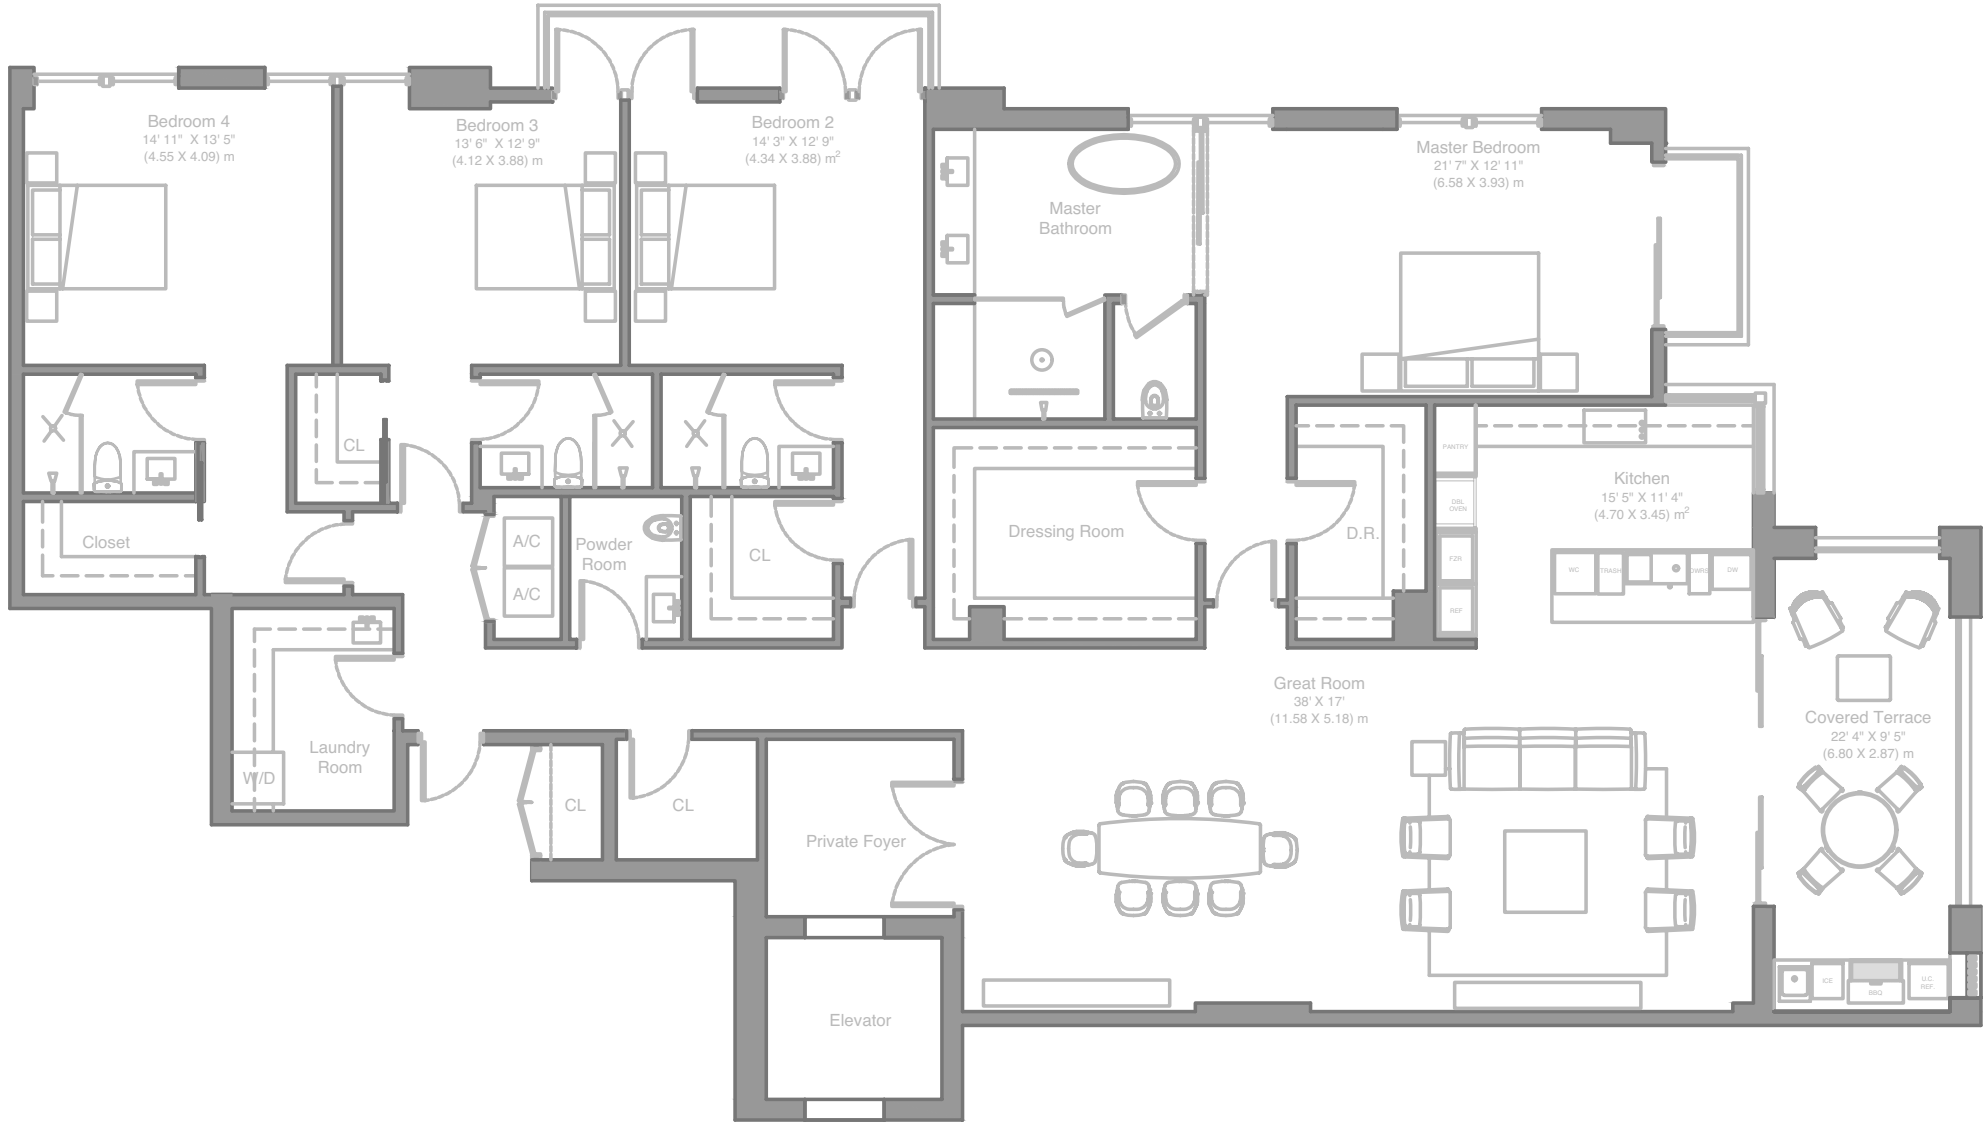 Bedroom 4
14' 11" X 13' 5"
(4.55 X 4.09) m
Bedroom 3
13' 6" X 12' 9"
(4.12 X 3.88) m
Bedroom 2
14' 3" X 12' 9"
(4.34 X 3.88) m²
Master
Bathroom
Master Bedroom
21' 7" X 12' 11"
(6.58 X 3.93) m
CL
Closet
A/C
A/C
Powder
Room
CL
Dressing Room
D.R.
PANTRY
DBL
OVEN
FZR
REF
Kitchen
15' 5" X 11' 4"
(4.70 X 3.45) m²
WC
TRASH
DWRS
DW
Laundry
Room
W/D
CL
CL
Private Foyer
Elevator
Great Room
38' X 17'
(11.58 X 5.18) m
Covered Terrace
22' 4" X 9' 5"
(6.80 X 2.87) m
ICE
BBQ
U.C.
REF.